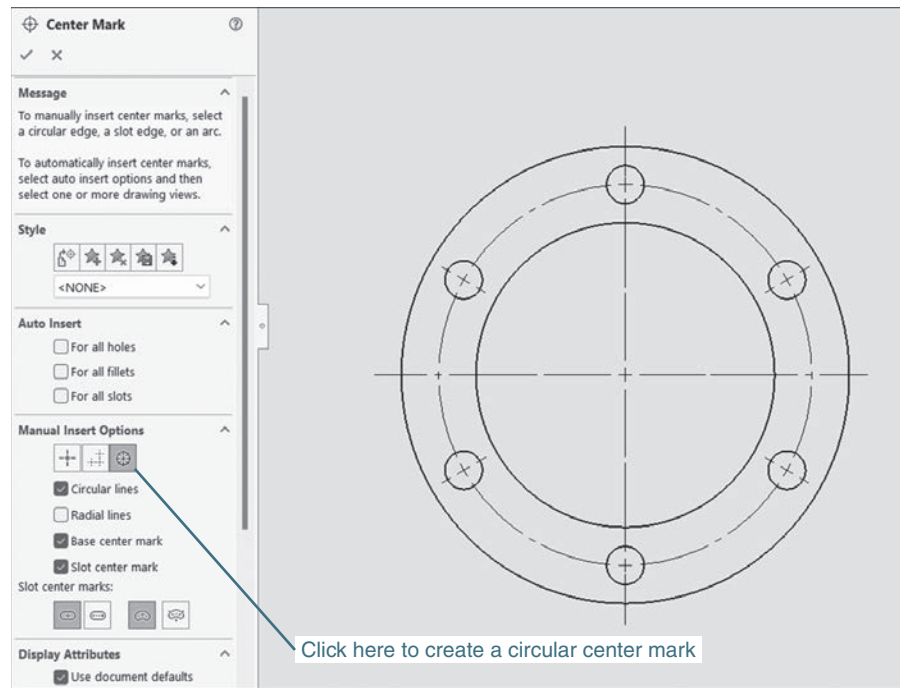 Center Mark
Message
To manually insert center marks, select
a circular edge, a slot edge, or an arc.
To automatically insert center marks,
select auto insert options and then
select one or more drawing views.
Style
<NONE>
Auto Insert
For all holes
For all fillets
For all slots
Manual Insert Options
Circular lines
Radial lines
Base center mark
Slot center mark
Slot center marks:
Click here to create a circular center mark
Display Attributes
Use document defaults